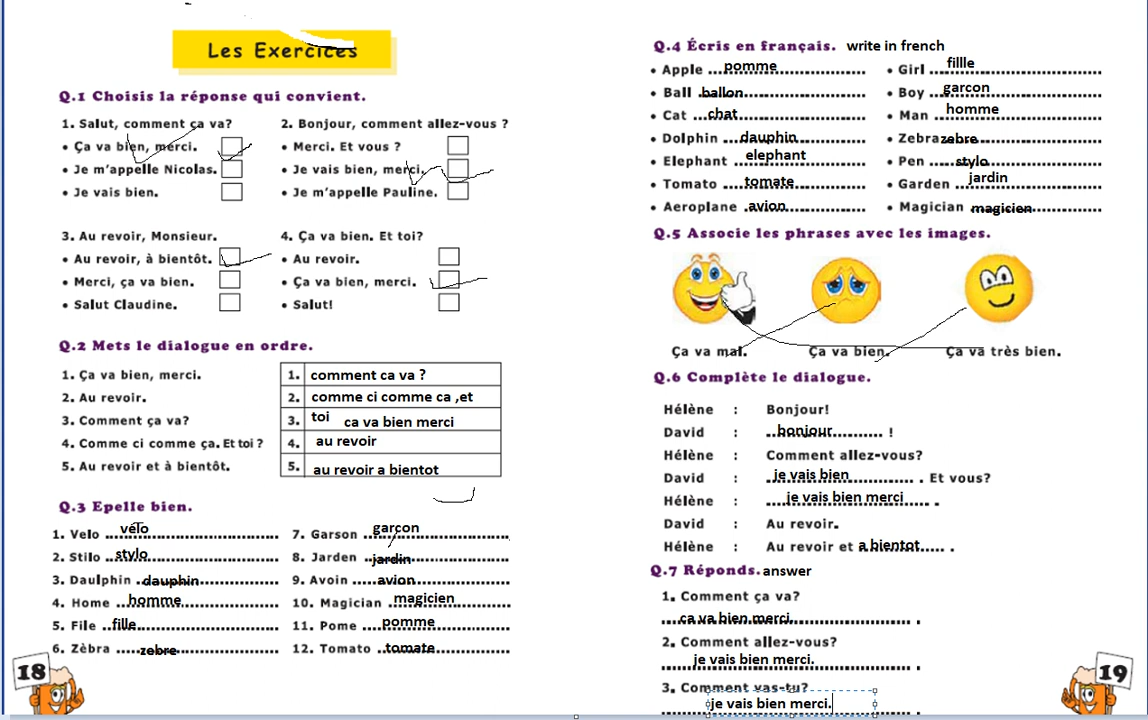 Les Exercices
Q.1 Choisis la réponse qui convient.
1. Salut, comment ça va?
• Ça va bien, merci.
• Je m'appelle Nicolas.
• Je vais bien.
2. Bonjour, comment allez-vous ?
• Merci. Et vous ?
• Je vais bien, merci.
• Je m'appelle Pauline.
3. Au revoir, Monsieur.
• Au revoir, à bientôt.
• Merci, ça va bien.
• Salut Claudine.
4. Ça va bien. Et toi?
• Au revoir.
• Ça va bien, merci.
• Salut!
Q.2 Mets le dialogue en ordre.
1. Ça va bien, merci.
2. Au revoir.
3. Comment ça va?
4. Comme ci comme ça. Et toi ?
5. Au revoir et à bientôt.
1. comment ca va ?
2. comme ci comme ca ,et
3. toi ca va bien merci
4. au revoir
5. au revoir a bientot
Q.3 Epelle bien.
1. Velo vélo
2. Stilo stylo
3. Daulphin dauphin
4. Home homme
5. File fille
6. Zèbra zebre
7. Garson garcon
8. Jarden jardin
9. Avoin avion
10. Magician magicien
11. Pome pomme
12. Tomato tomate
18
Q.4 Écris en français. write in french
• Apple pomme
• Ball ballon
• Cat chat
• Dolphin dauphin
• Elephant elephant
• Tomato tomate
• Aeroplane avion
• Girl fillle
• Boy garcon
• Man homme
• Zebra zebre
• Pen stylo
• Garden jardin
• Magician magicien
Q.5 Associe les phrases avec les images.
Ça va mal. Ça va bien. Ça va très bien.
Q.6 Complète le dialogue.
Hélène : Bonjour!
David : bonjour !
Hélène : Comment allez-vous?
David : je vais bien . Et vous?
Hélène : je vais bien merci .
David : Au revoir.
Hélène : Au revoir et a bientot .
Q.7 Réponds. answer
1. Comment ça va?
ca va bien merci. .
2. Comment allez-vous?
je vais bien merci. .
3. Comment vas-tu?
je vais bien merci.
19